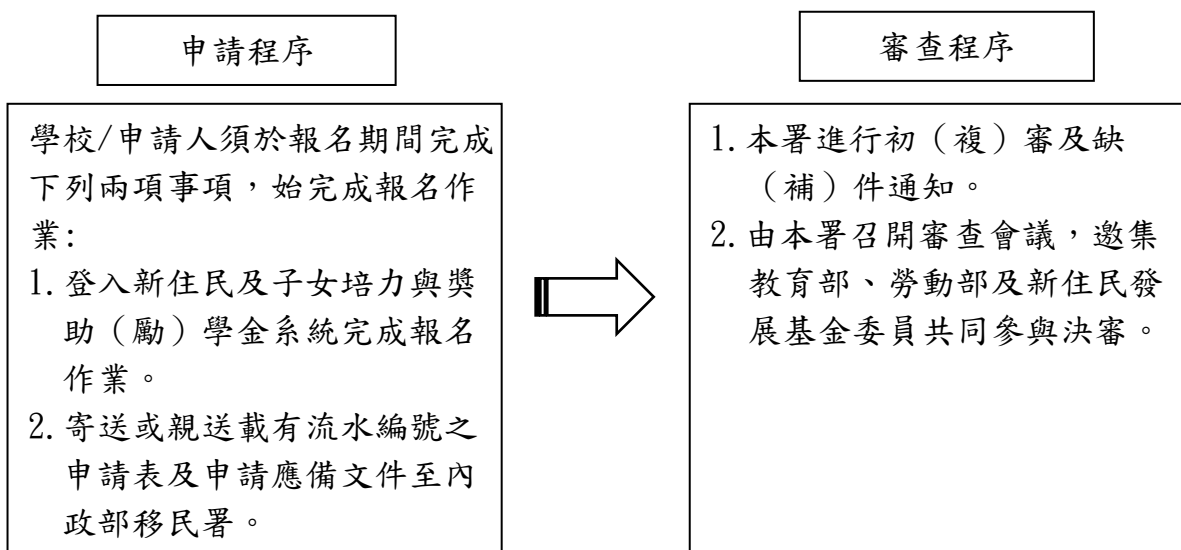 申請程序
學校/申請人須於報名期間完成
下列兩項事項，始完成報名作
業:
1.登入新住民及子女培力與獎
助（勵）學金系統完成報名
作業。
2.寄送或親送載有流水編號之
申請表及申請應備文件至內
政部移民署。
審查程序
1.本署進行初（複）審及缺
（補）件通知。
2.由本署召開審查會議，邀集
教育部、勞動部及新住民發
展基金委員共同參與決審。